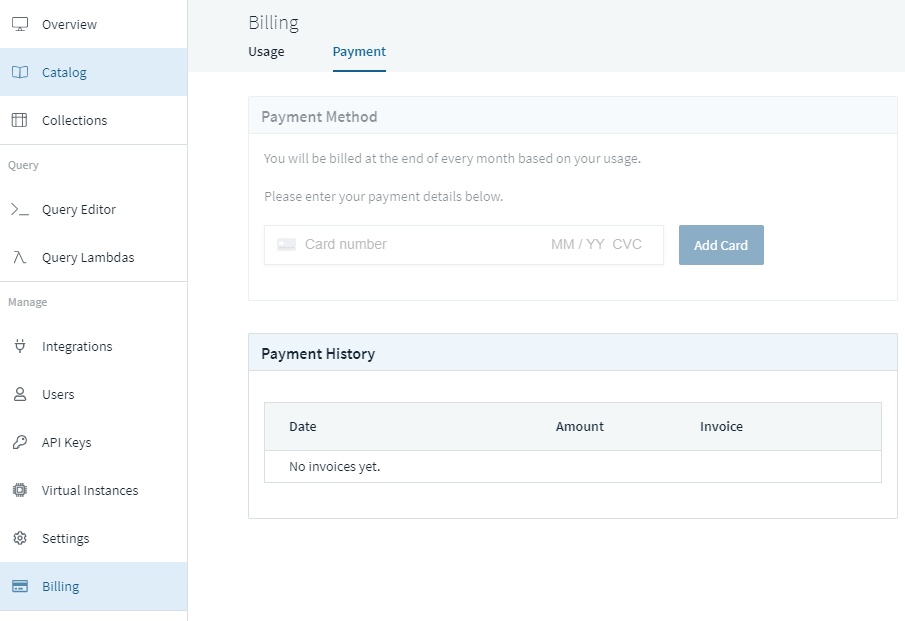 Overview
Catalog
Collections
Query
Query Editor
Query Lambdas
Manage
Integrations
Users
API Keys
Virtual Instances
Settings
Billing
Billing
Usage Payment
Payment Method
You will be billed at the end of every month based on your usage.
Please enter your payment details below.
Card number MM / YY CVC Add Card
Payment History
Date Amount Invoice
No invoices yet.